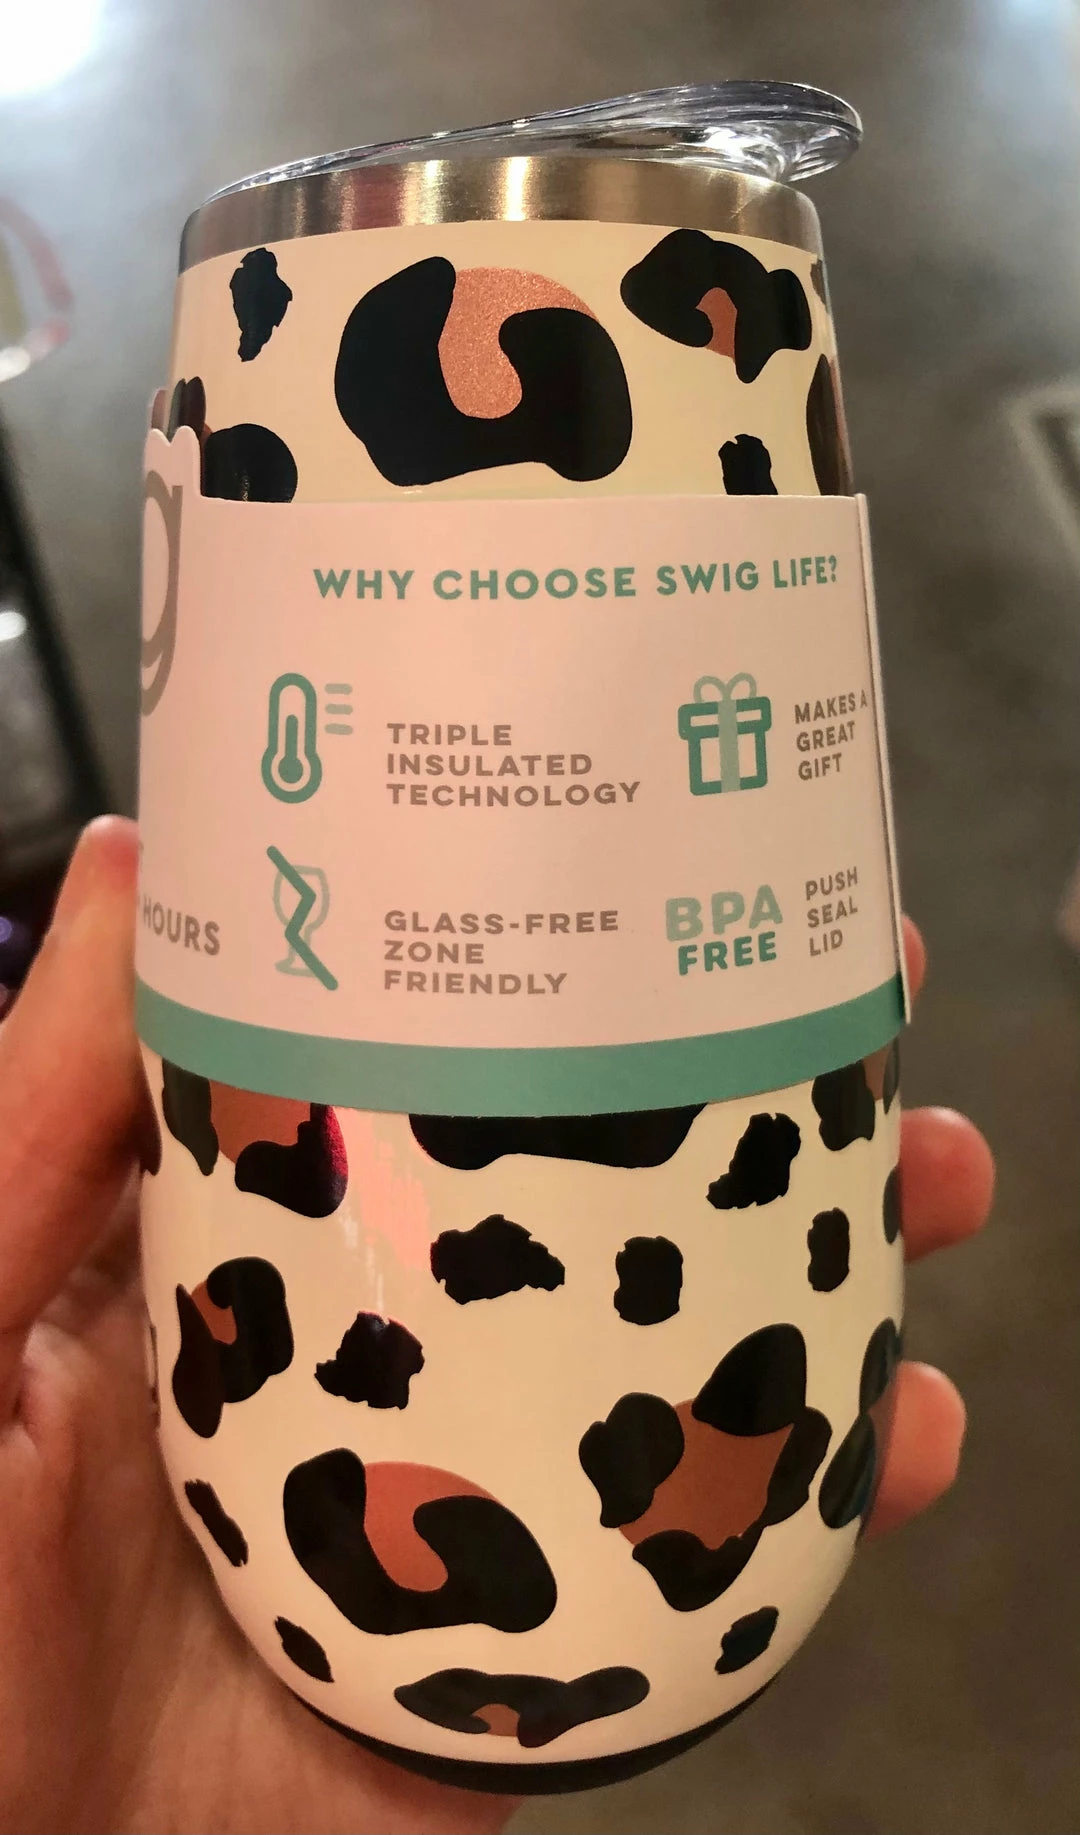 g
WHY CHOOSE SWIG LIFE?
TRIPLE
INSULATED
TECHNOLOGY
MAKES A
GREAT
GIFT
HOURS
GLASS-FREE
ZONE
FRIENDLY
BPA
FREE
PUSH
SEAL
LID